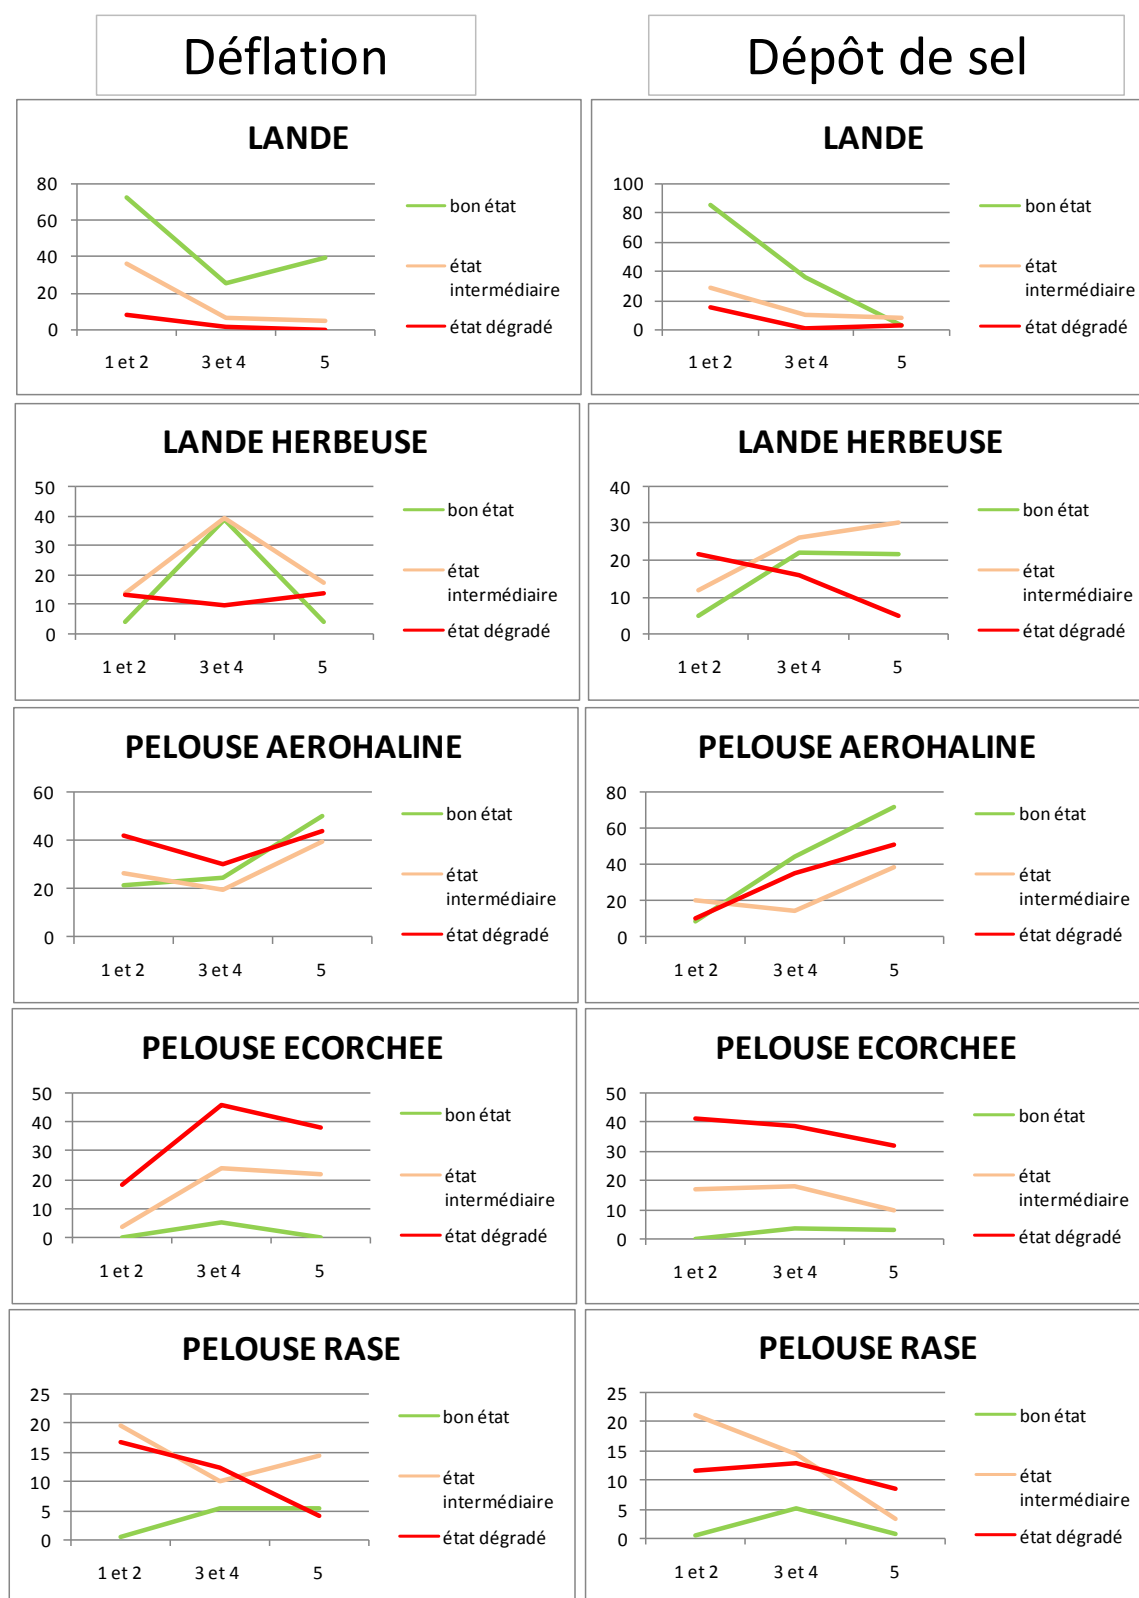 Déflation
Dépôt de sel
LANDE
80
60
40
20
0
1 et 2 3 et 4 5
bon état
état
intermédiaire
état dégradé
LANDE
100
80
60
40
20
0
1 et 2 3 et 4 5
bon état
état
intermédiaire
état dégradé
LANDE HERBEUSE
50
40
30
20
10
0
1 et 2 3 et 4 5
bon état
état
intermédiaire
état dégradé
LANDE HERBEUSE
40
30
20
10
0
1 et 2 3 et 4 5
bon état
état
intermédiaire
état dégradé
PELOUSE AEROHALINE
60
40
20
0
1 et 2 3 et 4 5
bon état
état
intermédiaire
état dégradé
PELOUSE AEROHALINE
80
60
40
20
0
1 et 2 3 et 4 5
bon état
état
intermédiaire
état dégradé
PELOUSE ECORCHEE
50
40
30
20
10
0
1 et 2 3 et 4 5
bon état
état
intermédiaire
état dégradé
PELOUSE ECORCHEE
50
40
30
20
10
0
1 et 2 3 et 4 5
bon état
état
intermédiaire
état dégradé
PELOUSE RASE
25
20
15
10
5
0
1 et 2 3 et 4 5
bon état
état
intermédiaire
état dégradé
PELOUSE RASE
25
20
15
10
5
0
1 et 2 3 et 4 5
bon état
état
intermédiaire
état dégradé